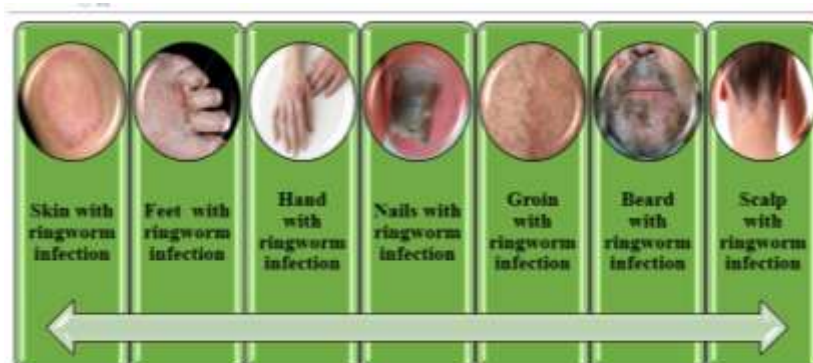 Skin with
ringworm
infection
Feet with
ringworm
infection
Hand
with
ringworm
infection
Nails with
ringworm
infection
Groin
with
ringworm
infection
Beard
with
ringworm
infection
Scalp
with
ringworm
infection